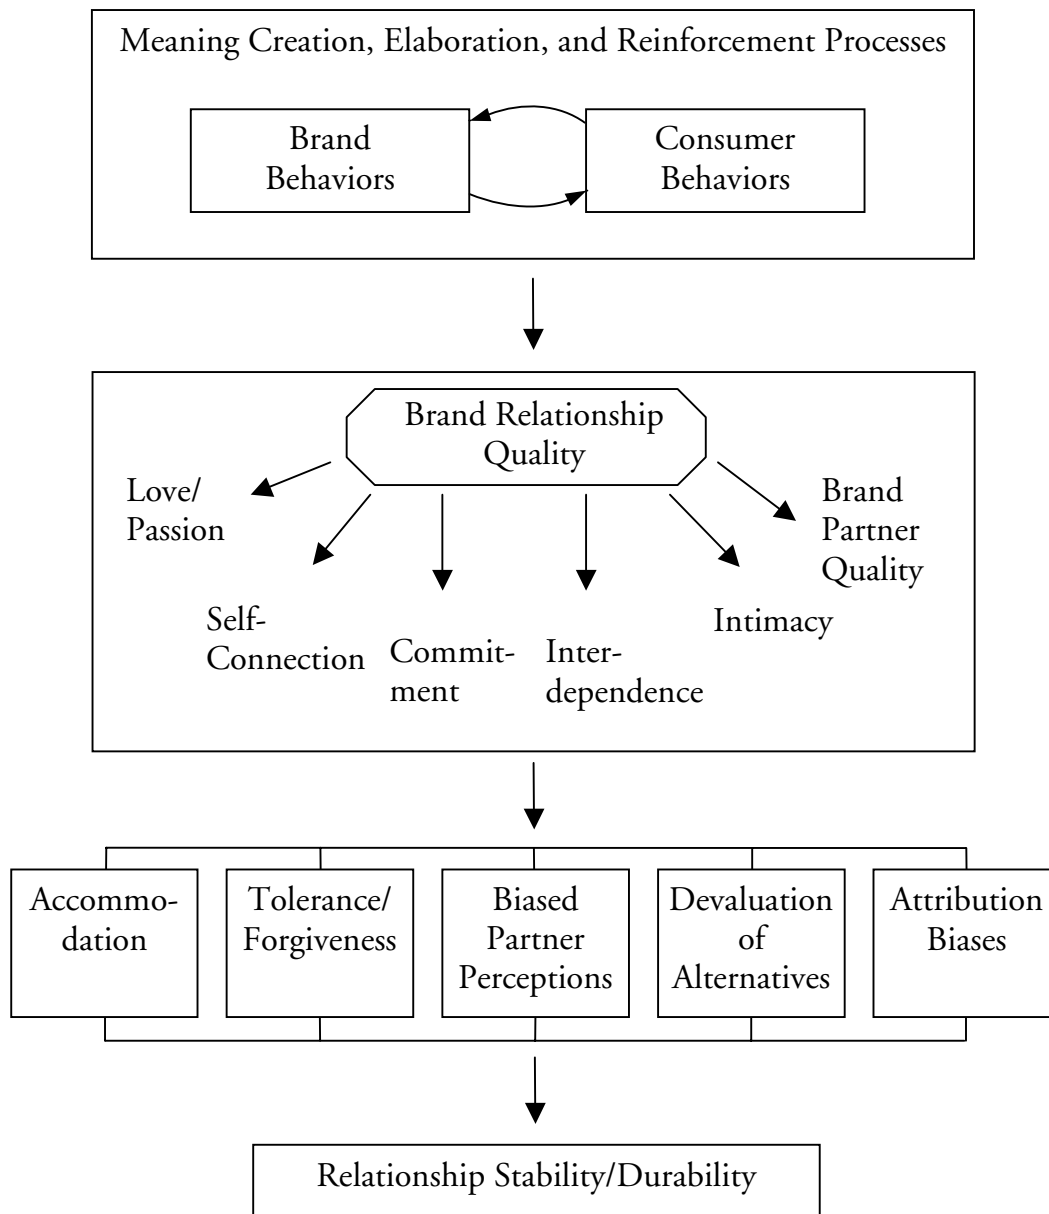 Meaning Creation, Elaboration, and Reinforcement Processes
Brand
Behaviors
Consumer
Behaviors
Brand Relationship
Quality
Love/
Passion
Self-
Connection
Commit-
ment
Inter-
dependence
Intimacy
Brand
Partner
Quality
Accommo-
dation
Tolerance/
Forgiveness
Biased
Partner
Perceptions
Devaluation
of
Alternatives
Attribution
Biases
Relationship Stability/Durability